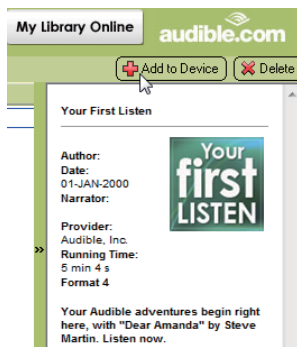 My Library Online
audible.com
Add to Device
Delete
Your First Listen
Your
first
LISTEN
Author:
Date:
01-JAN-2000
Narrator:
Provider:
Audible, Inc.
Running Time:
5 min 4 s
Format 4
»
Your Audible adventures begin right
here, with "Dear Amanda" by Steve
Martin. Listen now.